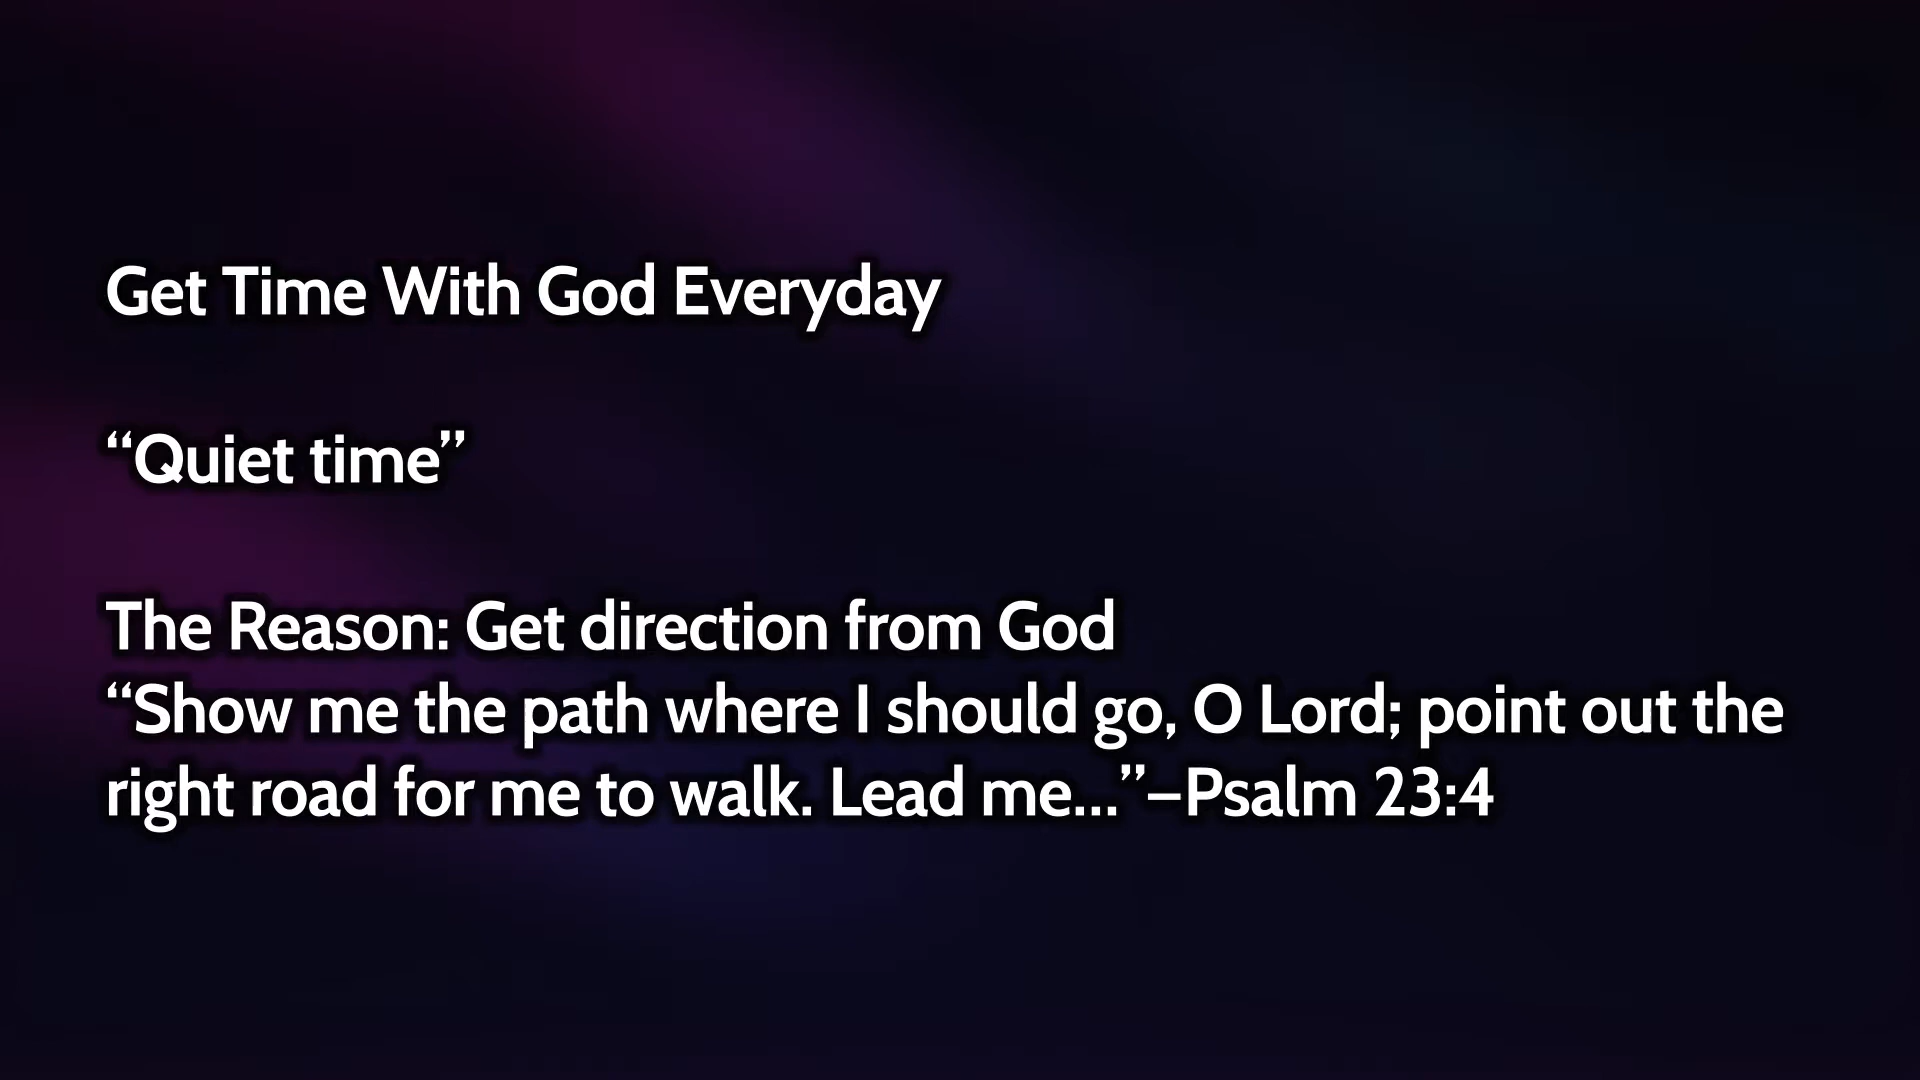 Get Time With God Everyday
“Quiet time”
The Reason: Get direction from God
“Show me the path where I should go, O Lord; point out the
right road for me to walk. Lead me...”–Psalm 23:4